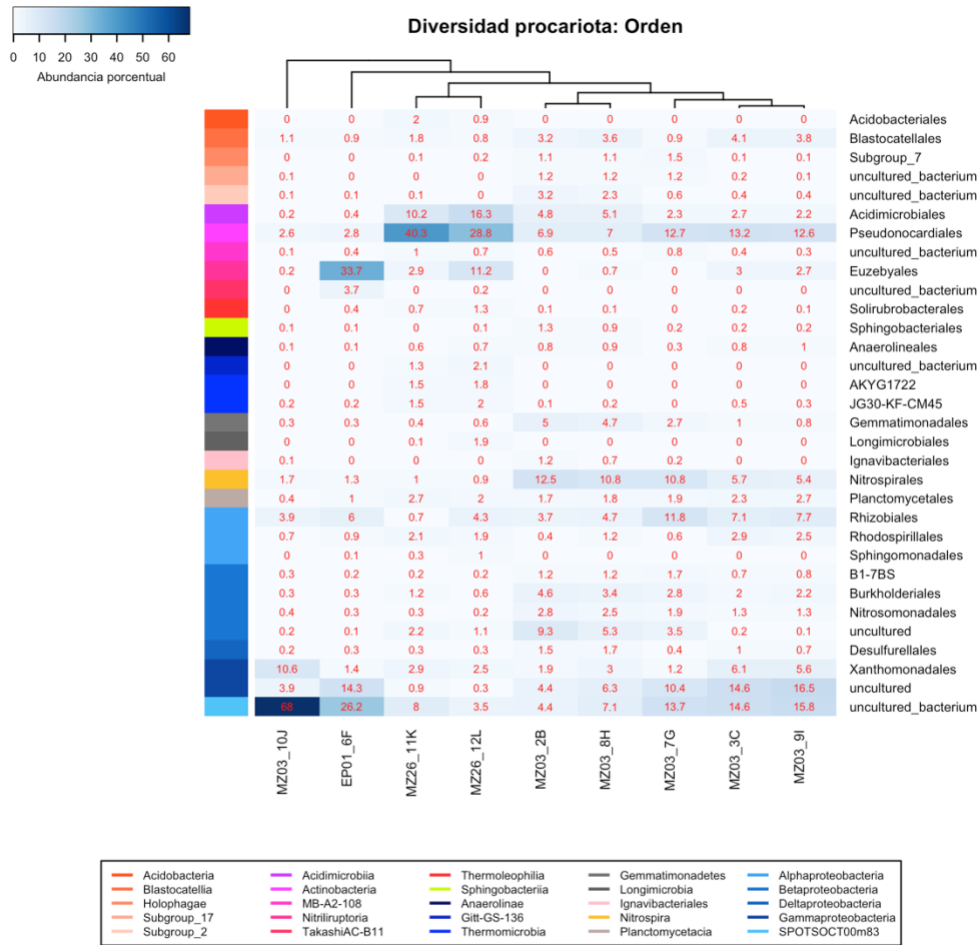 Diversidad procariota: Orden
0 10 20 30 40 50 60
Abundancia porcentual
0 0 2 0.9 0 0 0 0 0 Acidobacteriales
1.1 0.9 1.8 0.8 3.2 3.6 0.9 4.1 3.8 Blastocatellales
0 0 0.1 0.2 1.1 1.1 1.5 0.1 0.1 Subgroup_7
0.1 0 0 0 1.2 1.2 1.2 0.2 0.1 uncultured_bacterium
0.1 0.1 0.1 0 3.2 2.3 0.6 0.4 0.4 uncultured_bacterium
0.2 0.4 10.2 16.3 4.8 5.1 2.3 2.7 2.2 Acidimicrobiales
2.6 2.8 40.3 28.8 6.9 7 12.7 13.2 12.6 Pseudonocardiales
0.1 0.4 1 0.7 0.6 0.5 0.8 0.4 0.3 uncultured_bacterium
0.2 33.7 2.9 11.2 0 0.7 0 3 2.7 Euzebyales
0 3.7 0 0.2 0 0 0 0 0 uncultured_bacterium
0 0.4 0.7 1.3 0.1 0.1 0 0.2 0.1 Solirubrobacterales
0.1 0.1 0 0.1 1.3 0.9 0.2 0.2 0.2 Sphingobacteriales
0.1 0.1 0.6 0.7 0.8 0.9 0.3 0.8 1 Anaerolineales
0 0 1.3 2.1 0 0 0 0 0 uncultured_bacterium
0 0 1.5 1.8 0 0 0 0 0 AKYG1722
0.2 0.2 1.5 2 0.1 0.2 0 0.5 0.3 JG30-KF-CM45
0.3 0.3 0.4 0.6 5 4.7 2.7 1 0.8 Gemmatimonadales
0 0 0.1 1.9 0 0 0 0 0 Longimicrobiales
0.1 0 0 0 1.2 0.7 0.2 0 0 Ignavibacteriales
1.7 1.3 1 0.9 12.5 10.8 10.8 5.7 5.4 Nitrospirales
0.4 1 2.7 2 1.7 1.8 1.9 2.3 2.7 Planctomycetales
3.9 6 0.7 4.3 3.7 4.7 11.8 7.1 7.7 Rhizobiales
0.7 0.9 2.1 1.9 0.4 1.2 0.6 2.9 2.5 Rhodospirillales
0 0.1 0.3 1 0 0 0 0 0 Sphingomonadales
0.3 0.2 0.2 0.2 1.2 1.2 1.7 0.7 0.8 B1-7BS
0.3 0.3 1.2 0.6 4.6 3.4 2.8 2 2.2 Burkholderiales
0.4 0.3 0.3 0.2 2.8 2.5 1.9 1.3 1.3 Nitrosomonadales
0.2 0.1 2.2 1.1 9.3 5.3 3.5 0.2 0.1 uncultured
0.2 0.3 0.3 0.3 1.5 1.7 0.4 1 0.7 Desulfurellales
10.6 1.4 2.9 2.5 1.9 3 1.2 6.1 5.6 Xanthomonadales
3.9 14.3 0.9 0.3 4.4 6.3 10.4 14.6 16.5 uncultured
68 26.2 8 3.5 4.4 7.1 13.7 14.6 15.8 uncultured_bacterium
MZ03_10J EP01_6F MZ26_11K MZ26_12L MZ03_2B MZ03_8H MZ03_7G MZ03_3C MZ03_9I
Acidobacteria Acidimicrobiia Thermoleophilia Gemmatimonadetes Alphaproteobacteria
Blastocatellia Actinobacteria Sphingobacteriia Longimicrobia Betaproteobacteria
Holophagae MB-A2-108 Anaerolinae Ignavibacteriales Deltaproteobacteria
Subgroup_17 Nitriliruptoria Gitt-GS-136 Nitrospira Gammaproteobacteria
Subgroup_2 TakashiAC-B11 Thermomicrobia Planctomycetacia SPOTSOCT00m83